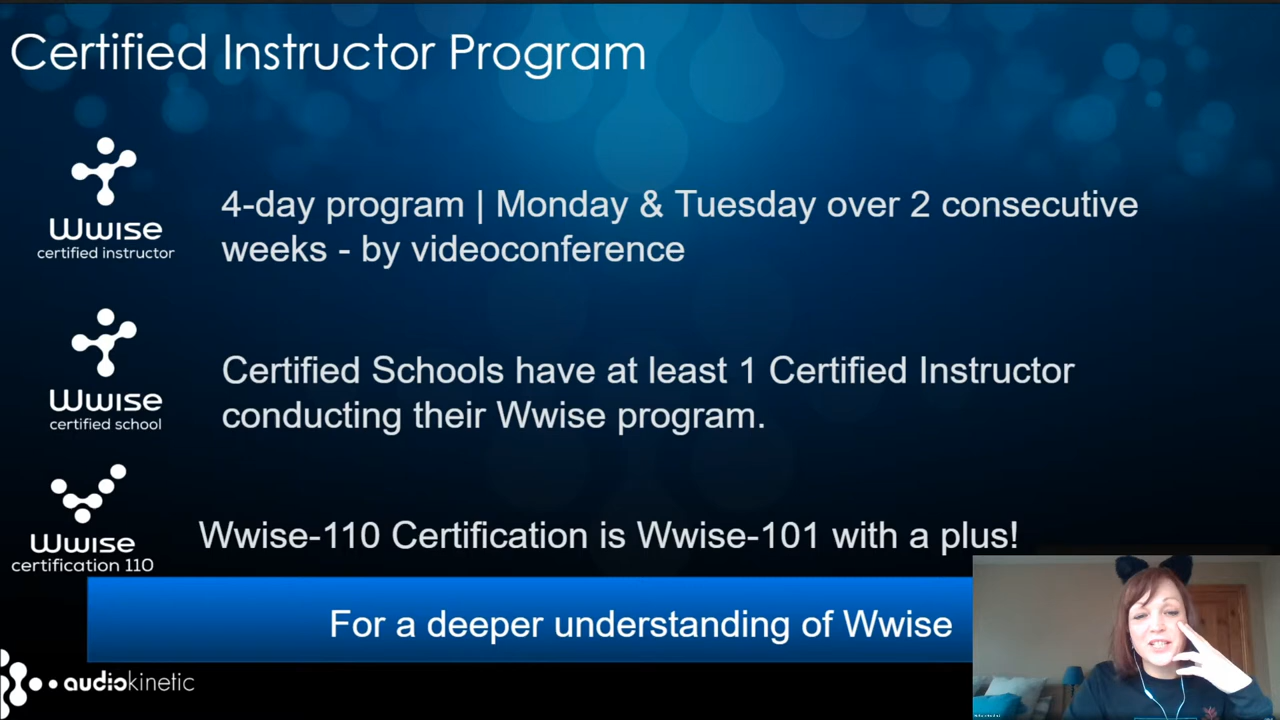 Certified Instructor Program
Wwise
certified instructor
4-day program | Monday & Tuesday over 2 consecutive
weeks - by videoconference
Wwise
certified school
Certified Schools have at least 1 Certified Instructor
conducting their Wwise program.
Wwise
certification 110
Wwise-110 Certification is Wwise-101 with a plus!
For a deeper understanding of Wwise
audiokinetic